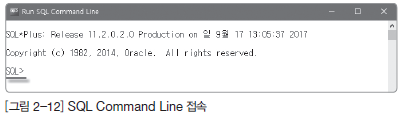 Run SQL Command Line
SQL*Plus: Release 11.2.0.2.0 Production on 일 9월 17 13:05:37 2017
Copyright (c) 1982, 2014, Oracle.  All rights reserved.
SQL>
[그림 2-12] SQL Command Line 접속